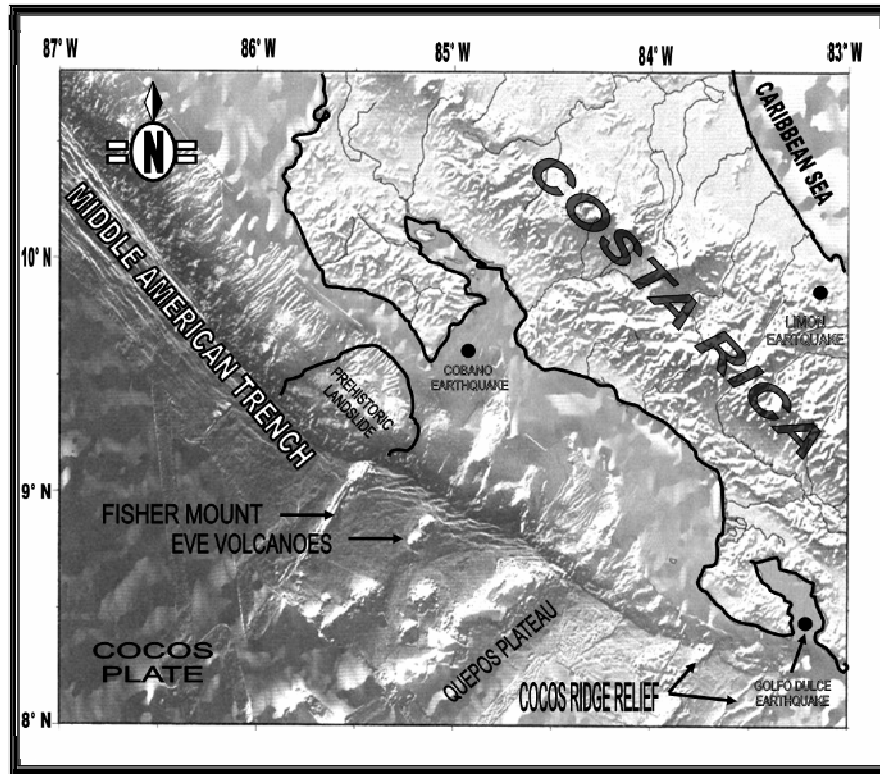 87° W 86° W 85° W 84° W 83° W
N
CARIBBEAN SEA
COSTA RICA
MIDDLE AMERICAN TRENCH
10° N
LIMON
EARTQUAKE
COBANO
EARTHQUAKE
PREHISTORIC
LANDSLIDE
9° N
FISHER MOUNT
EVE VOLCANOES
COCOS
PLATE
QUEPOS PLATEAU
COCOS RIDGE RELIEF
GOLFO DULCE
EARTHQUAKE
8° N